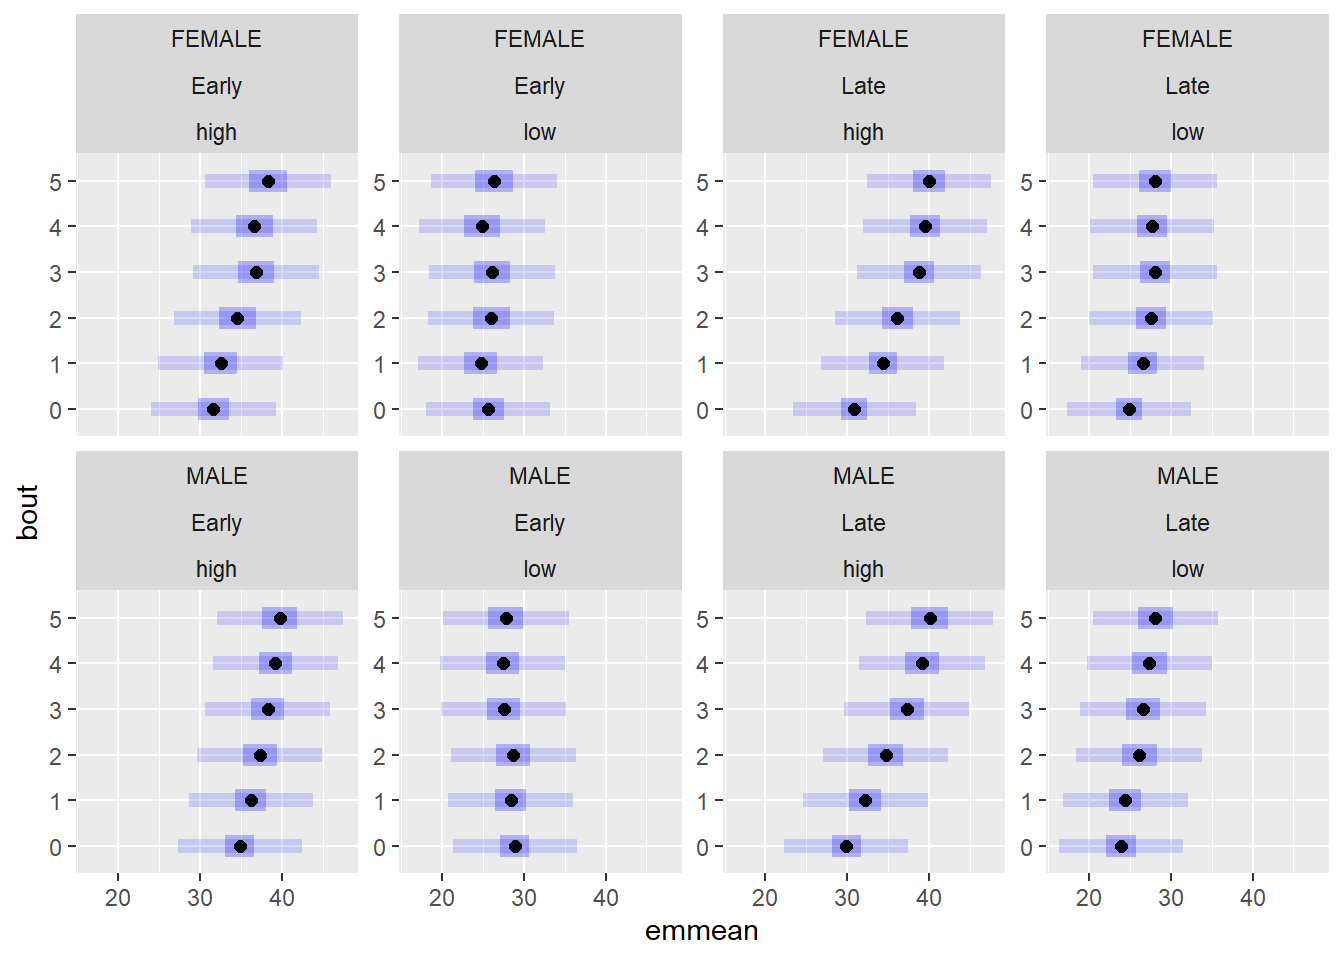 FEMALE FEMALE FEMALE FEMALE
Early Early Late Late
high low high low
5 5 5 5
4 4 4 4
3 3 3 3
2 2 2 2
1 1 1 1
0 0 0 0
MALE MALE MALE MALE
Early Early Late Late
high low high low
bout
5 5 5 5
4 4 4 4
3 3 3 3
2 2 2 2
1 1 1 1
0 0 0 0
20 30 40 20 30 40 20 30 40 20 30 40
emmean